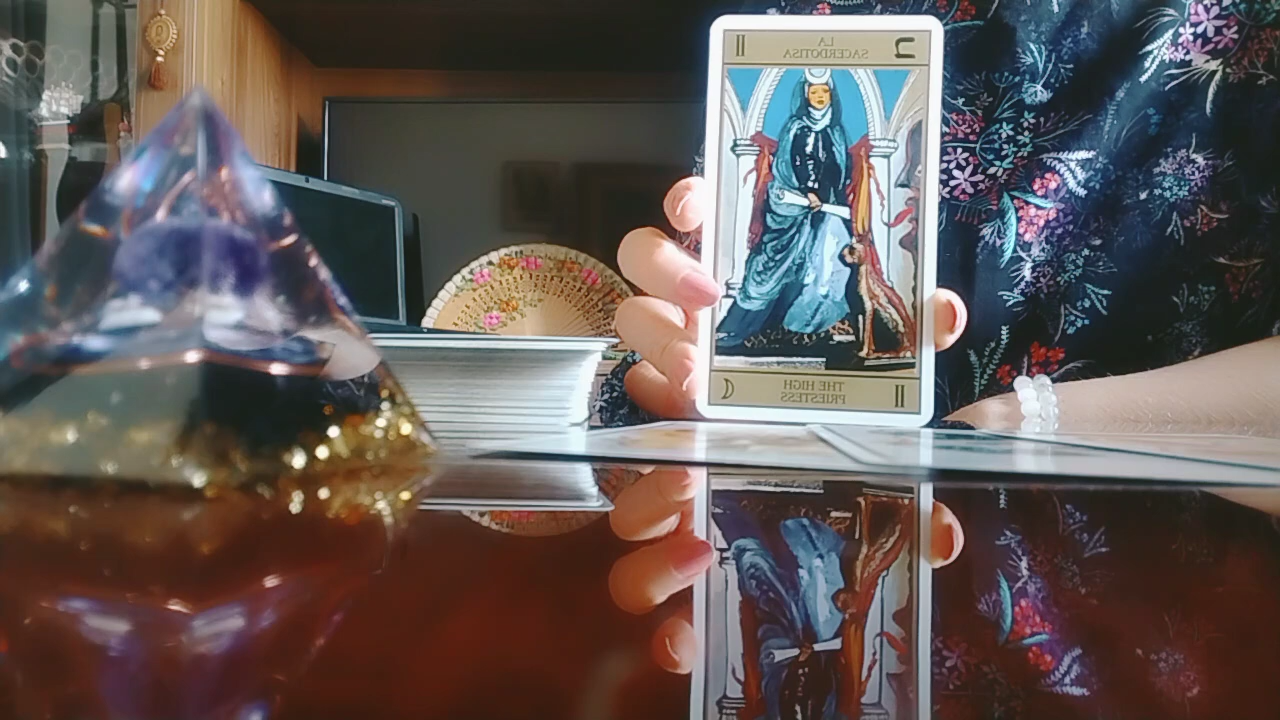 II
LA
SACERDOTISA
ב
THE HIGH
PRIESTESS
II